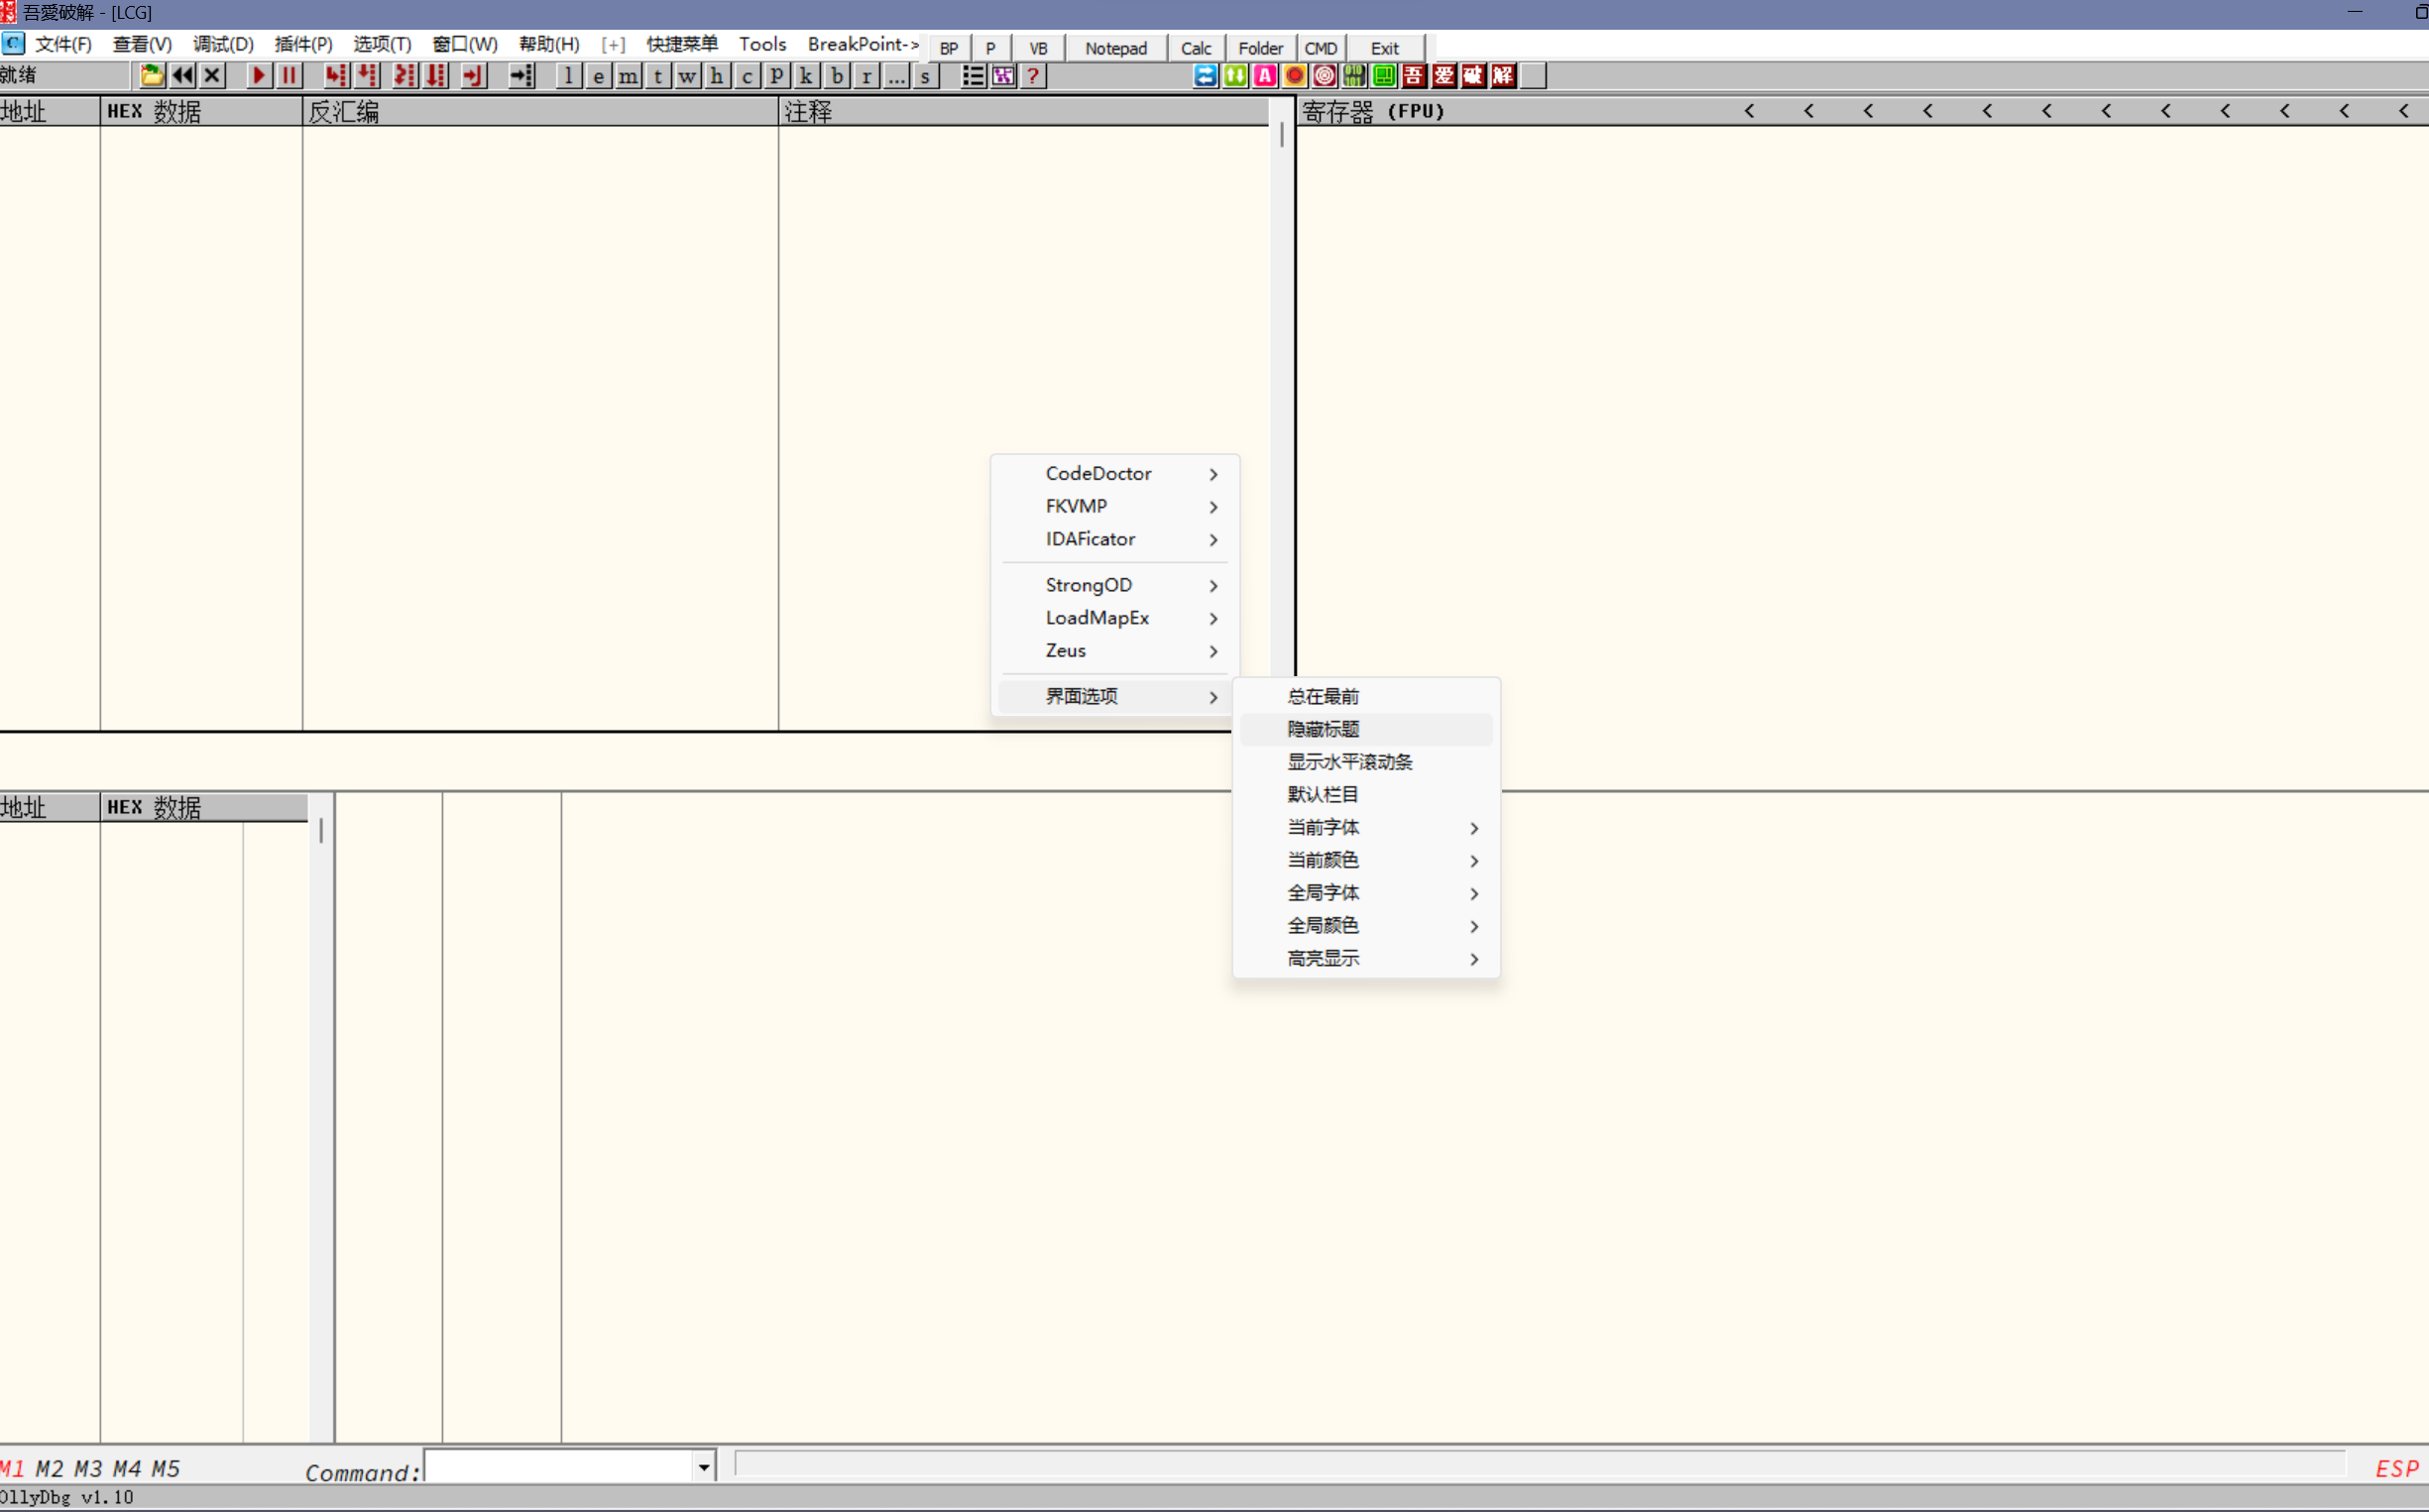 吾愛破解 - [LCG]
C 文件(F) 查看(V) 调试(D) 插件(P) 选项(T) 窗口(W) 帮助(H) [+] 快捷菜单 Tools BreakPoint-> BP P VB Notepad Calc Folder CMD Exit
就绪 l e m t w h c p k b r ... s ? A 吾 爱 破 解
地址 HEX 数据 反汇编 注释 寄存器 (FPU) < < < < < < < < < < < <
CodeDoctor
FKVMP
IDAFicator
StrongOD
LoadMapEx
Zeus
界面选项
总在最前
隐藏标题
显示水平滚动条
默认栏目
当前字体
当前颜色
全局字体
全局颜色
高亮显示
地址 HEX 数据
M1 M2 M3 M4 M5 Command: ESP
OllyDbg v1.10